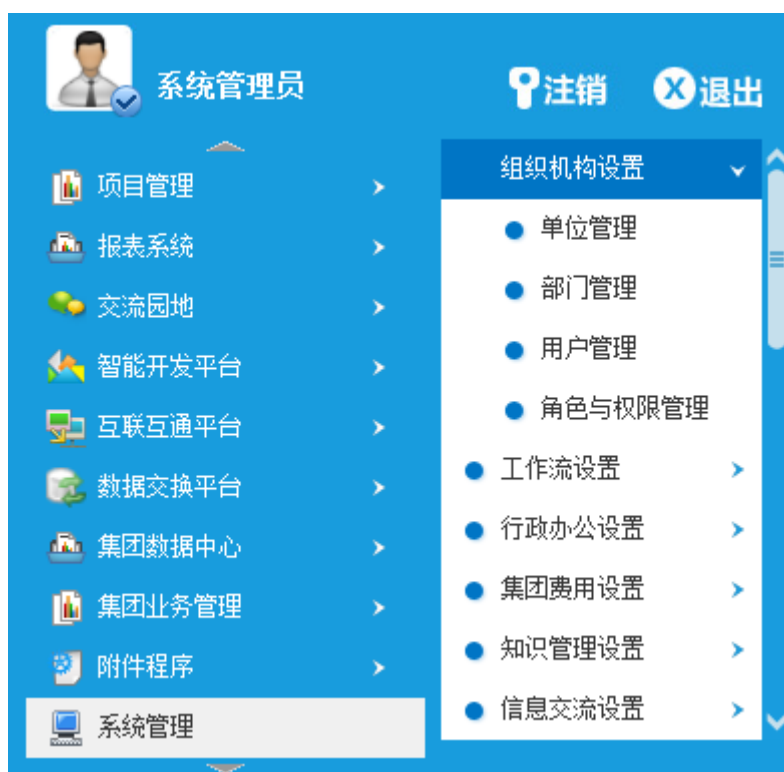 系统管理员
注销
退出
项目管理
报表系统
交流园地
智能开发平台
互联互通平台
数据交换平台
集团数据中心
集团业务管理
附件程序
系统管理
组织机构设置
单位管理
部门管理
用户管理
角色与权限管理
工作流设置
行政办公设置
集团费用设置
知识管理设置
信息交流设置